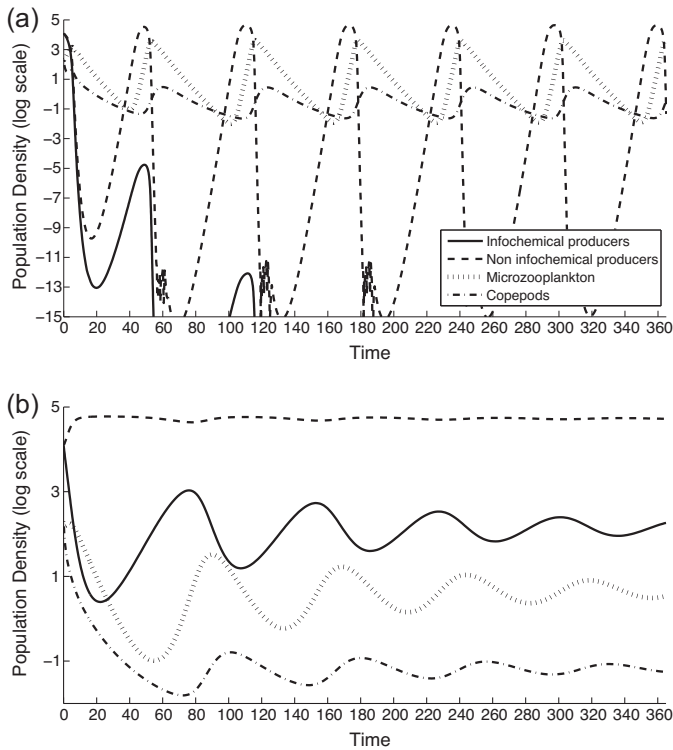 (a)
Population Density (log scale)
5
3
1
−1
−3
−5
−7
−9
−11
−13
−15
Infochemical producers
Non infochemical producers
Microzooplankton
Copepods
0 20 40 60 80 100 120 140 160 180 200 220 240 260 280 300 320 340 360
Time
(b)
Population Density (log scale)
5
3
1
−1
0 20 40 60 80 100 120 140 160 180 200 220 240 260 280 300 320 340 360
Time